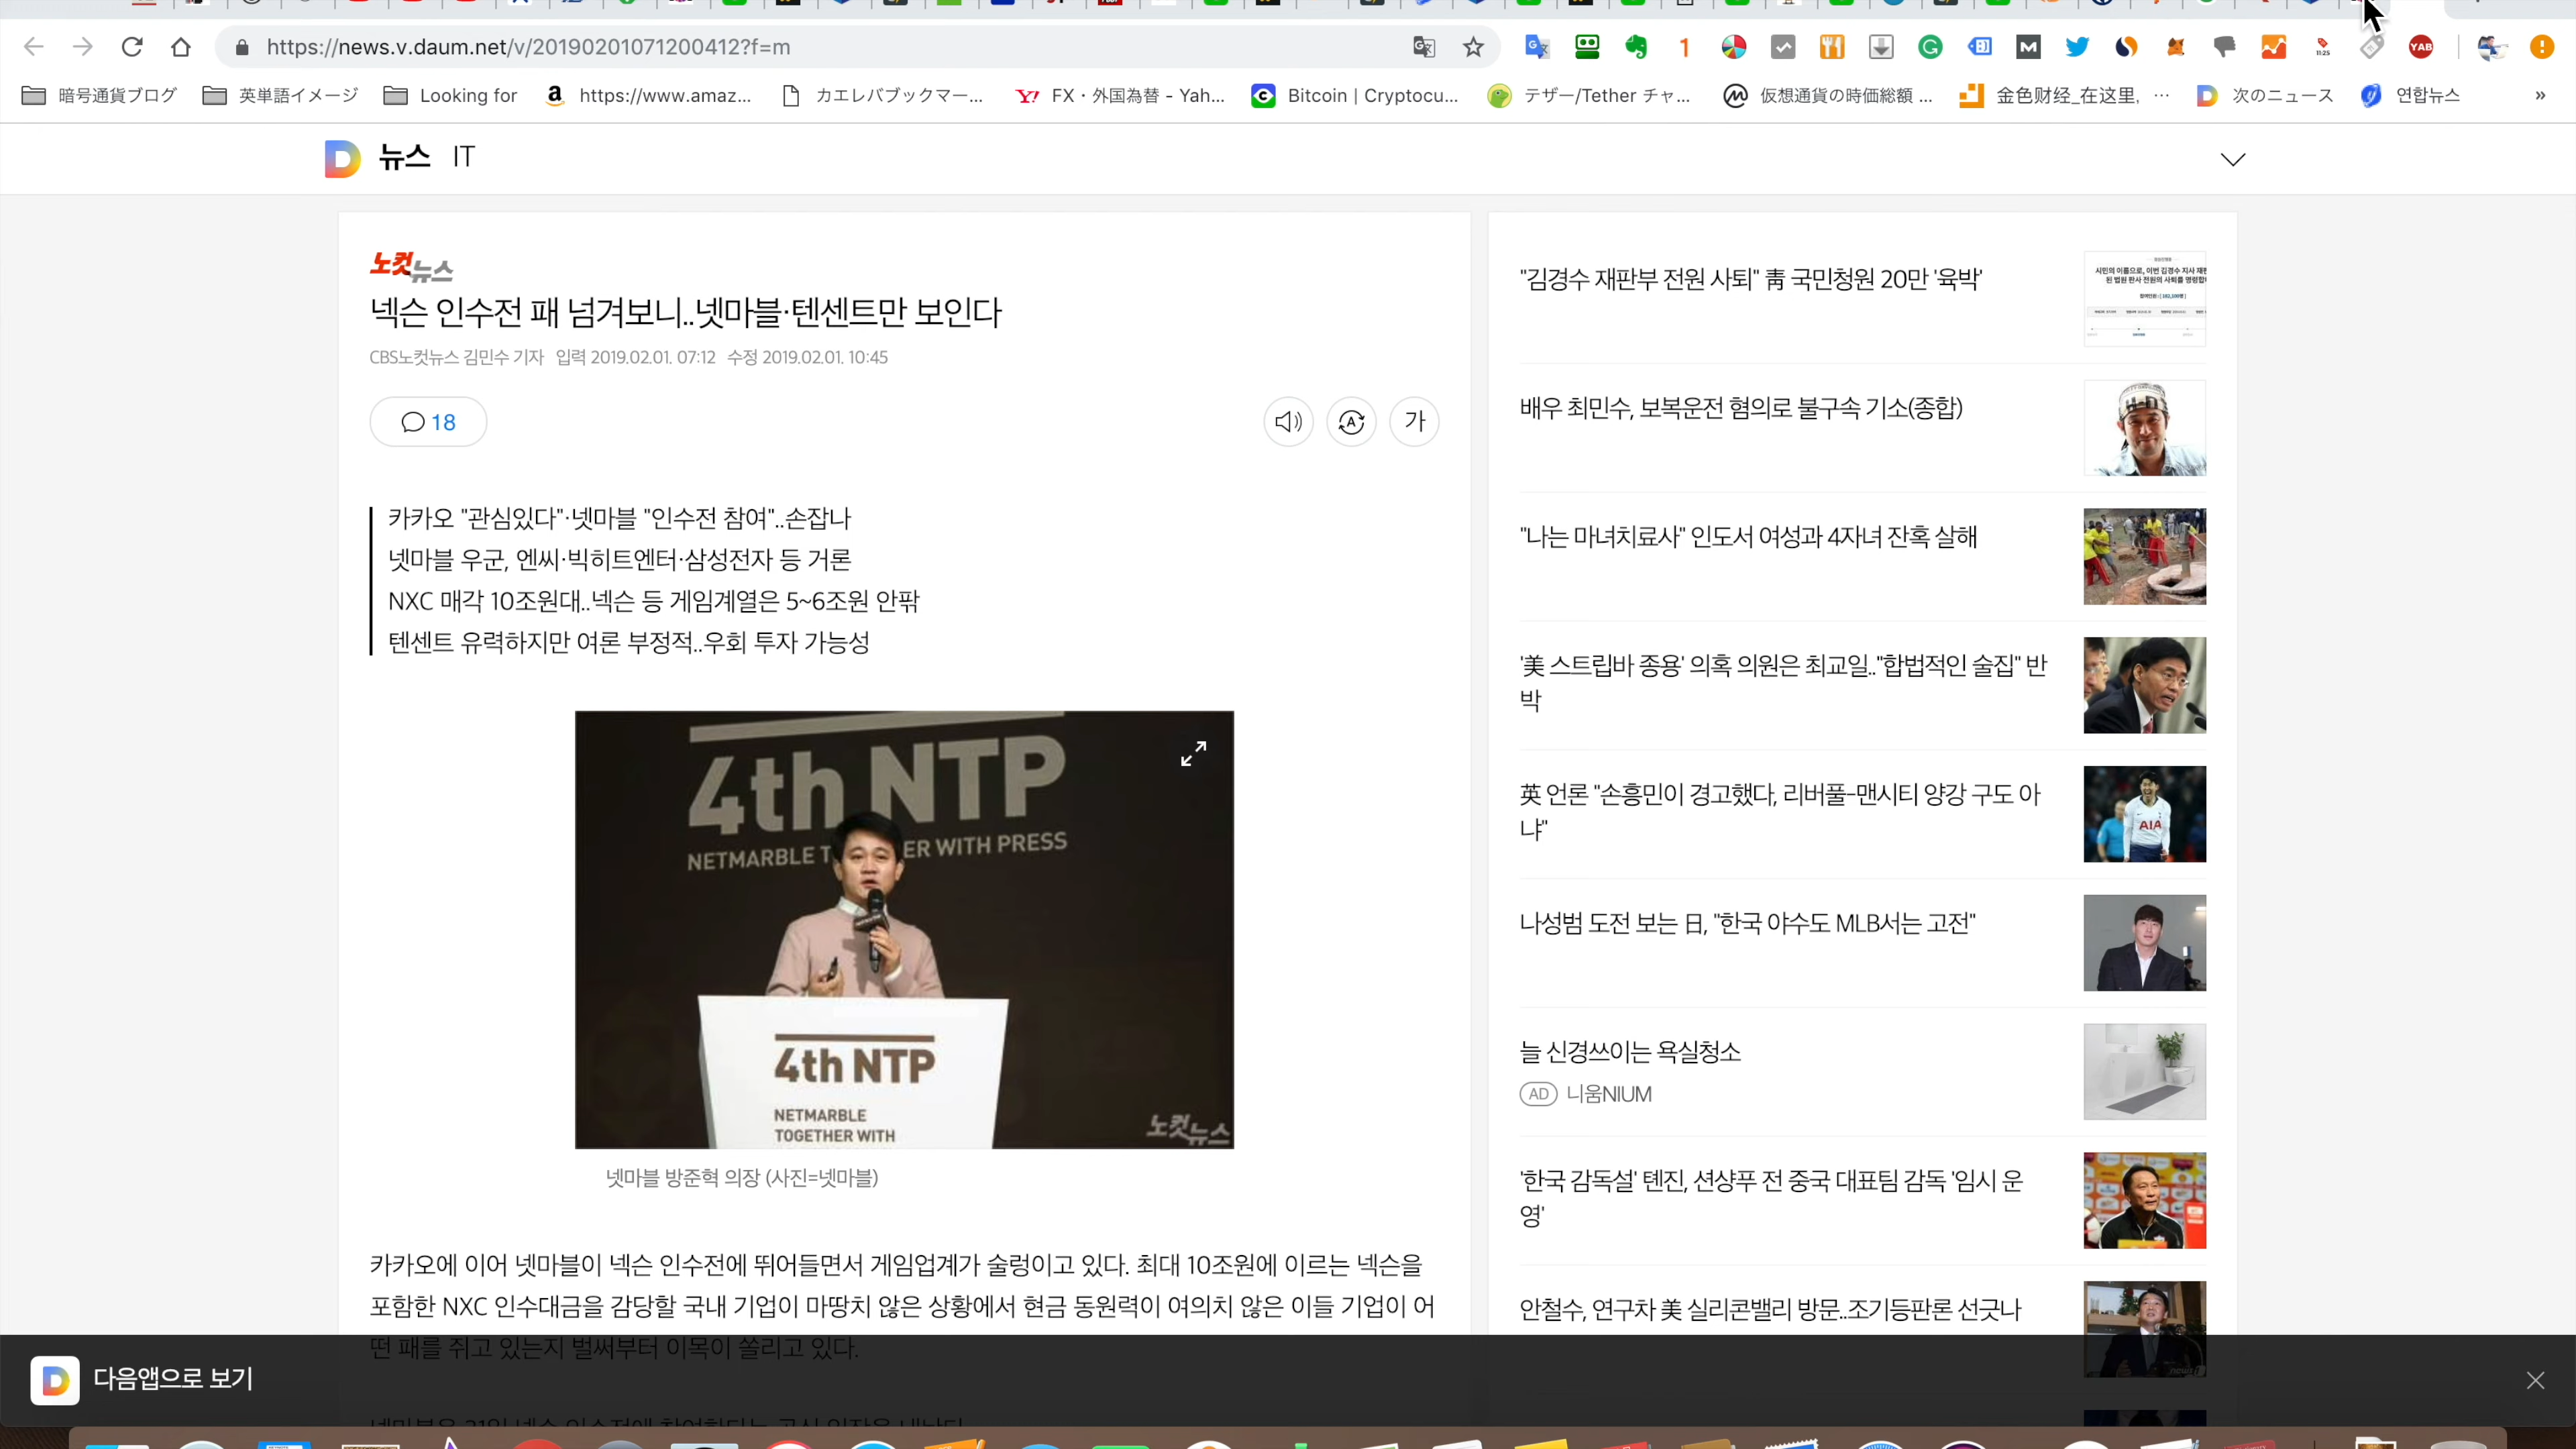 https://news.v.daum.net/v/20190201071200412?f=m
暗号通貨ブログ
英単語イメージ
Looking for
https://www.amaz...
カエレバブックマー...
FX・外国為替 - Yah...
Bitcoin | Cryptocu...
テザー/Tether チャ...
仮想通貨の時価総額 ...
金色财经_在这里, ...
次のニュース
연합뉴스
»
뉴스 IT
노컷뉴스
넥슨 인수전 패 넘겨보니..넷마블·텐센트만 보인다
CBS노컷뉴스 김민수 기자 입력 2019.02.01. 07:12 수정 2019.02.01. 10:45
18
가
카카오 "관심있다"·넷마블 "인수전 참여"..손잡나
넷마블 우군, 엔씨·빅히트엔터·삼성전자 등 거론
NXC 매각 10조원대..넥슨 등 게임계열은 5~6조원 안팎
텐센트 유력하지만 여론 부정적..우회 투자 가능성
4th NTP
NETMARBLE T ER WITH PRESS
4th NTP
NETMARBLE
TOGETHER WITH
노컷뉴스
넷마블 방준혁 의장 (사진=넷마블)
카카오에 이어 넷마블이 넥슨 인수전에 뛰어들면서 게임업계가 술렁이고 있다. 최대 10조원에 이르는 넥슨을
포함한 NXC 인수대금을 감당할 국내 기업이 마땅치 않은 상황에서 현금 동원력이 여의치 않은 이들 기업이 어
떤 패를 쥐고 있는지 벌써부터 이목이 쏠리고 있다.
"김경수 재판부 전원 사퇴" 靑 국민청원 20만 '육박'
배우 최민수, 보복운전 혐의로 불구속 기소(종합)
"나는 마녀치료사" 인도서 여성과 4자녀 잔혹 살해
'美 스트립바 종용' 의혹 의원은 최교일.."합법적인 술집" 반
박
英 언론 "손흥민이 경고했다, 리버풀-맨시티 양강 구도 아
냐"
AIA
나성범 도전 보는 日, "한국 야수도 MLB서는 고전"
늘 신경쓰이는 욕실청소
AD 니움NIUM
'한국 감독설' 톈진, 션샹푸 전 중국 대표팀 감독 '임시 운
영'
안철수, 연구차 美 실리콘밸리 방문..조기등판론 선긋나
다음앱으로 보기